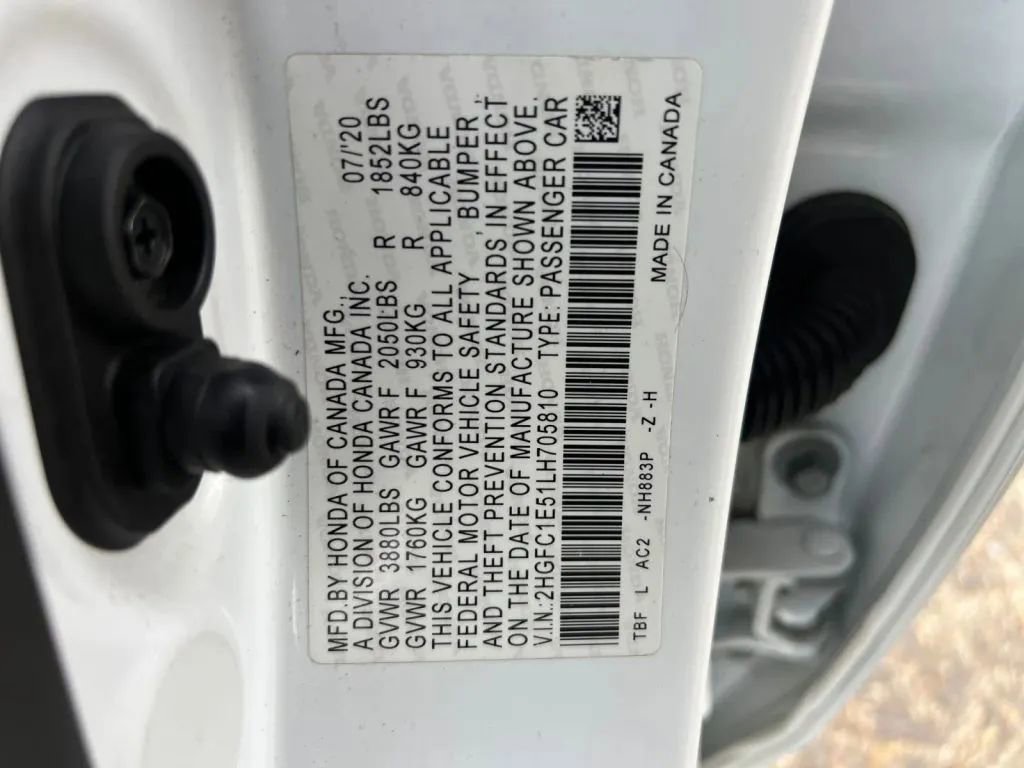 MFD.BY HONDA OF CANADA MFG., 07/'20
A DIVISION OF HONDA CANADA INC.
GVWR 3880LBS GAWR F 2050LBS R 1852LBS
GVWR 1760KG GAWR F 930KG R 840KG
THIS VEHICLE CONFORMS TO ALL APPLICABLE
FEDERAL MOTOR VEHICLE SAFETY, BUMPER,
AND THEFT PREVENTION STANDARDS IN EFFECT
ON THE DATE OF MANUFACTURE SHOWN ABOVE.
V.I.N.:2HGFC1E51LH705810 TYPE: PASSENGER CAR
TBF L AC2 -NH883P -Z -H MADE IN CANADA